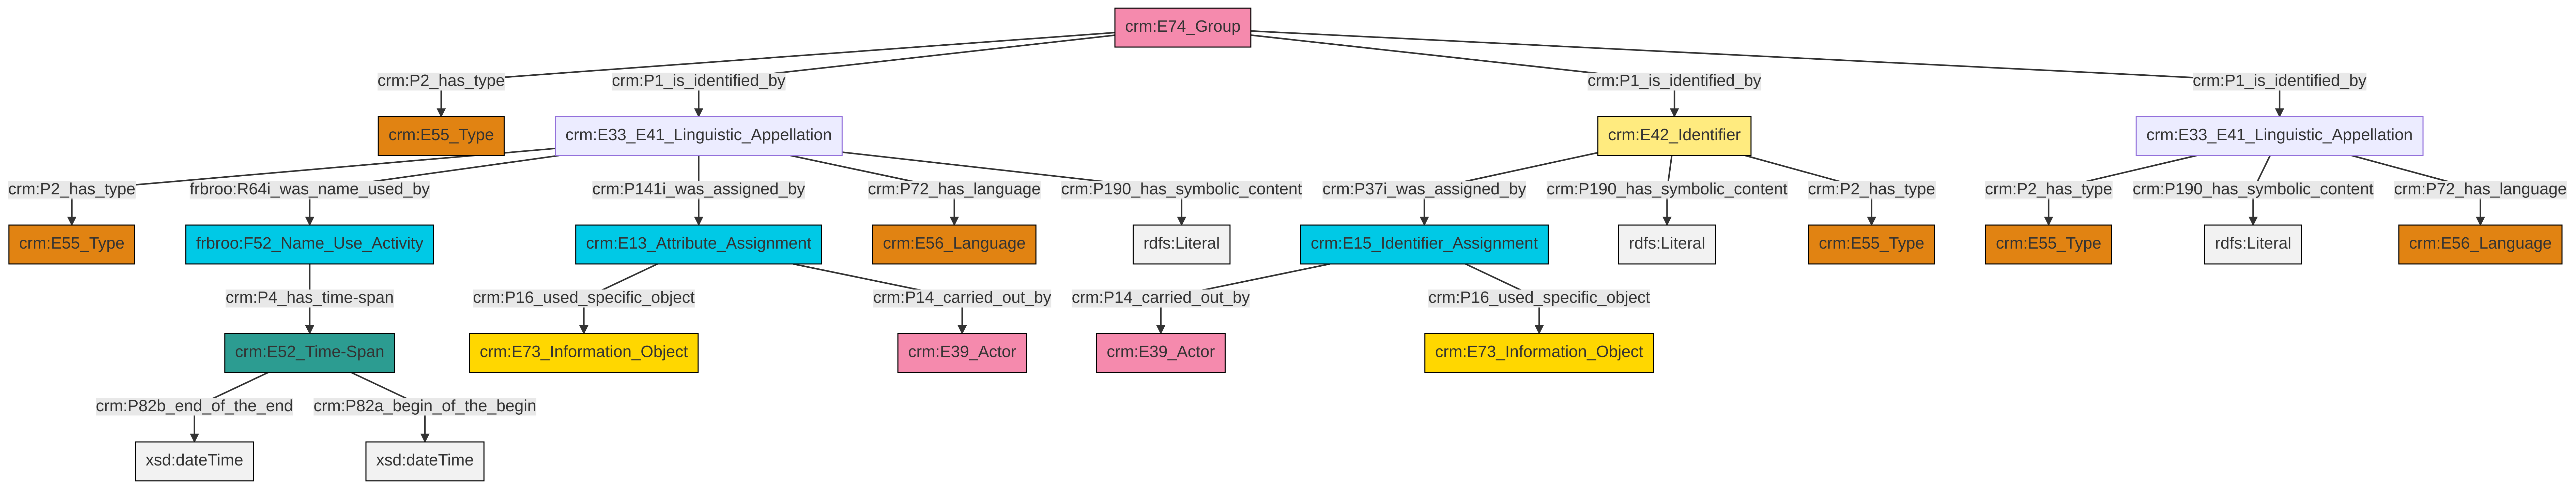 crm:E74_Group
crm:P2_has_type
crm:P1_is_identified_by
crm:P1_is_identified_by
crm:P1_is_identified_by
crm:E55_Type
crm:E33_E41_Linguistic_Appellation
crm:E42_Identifier
crm:E33_E41_Linguistic_Appellation
crm:P2_has_type
frbroo:R64i_was_name_used_by
crm:P141i_was_assigned_by
crm:P72_has_language
crm:P190_has_symbolic_content
crm:P37i_was_assigned_by
crm:P190_has_symbolic_content
crm:P2_has_type
crm:P2_has_type
crm:P190_has_symbolic_content
crm:P72_has_language
crm:E55_Type
frbroo:F52_Name_Use_Activity
crm:E13_Attribute_Assignment
crm:E56_Language
rdfs:Literal
crm:E15_Identifier_Assignment
rdfs:Literal
crm:E55_Type
crm:E55_Type
rdfs:Literal
crm:E56_Language
crm:P4_has_time-span
crm:P16_used_specific_object
crm:P14_carried_out_by
crm:P14_carried_out_by
crm:P16_used_specific_object
crm:E52_Time-Span
crm:E73_Information_Object
crm:E39_Actor
crm:E39_Actor
crm:E73_Information_Object
crm:P82b_end_of_the_end
crm:P82a_begin_of_the_begin
xsd:dateTime
xsd:dateTime